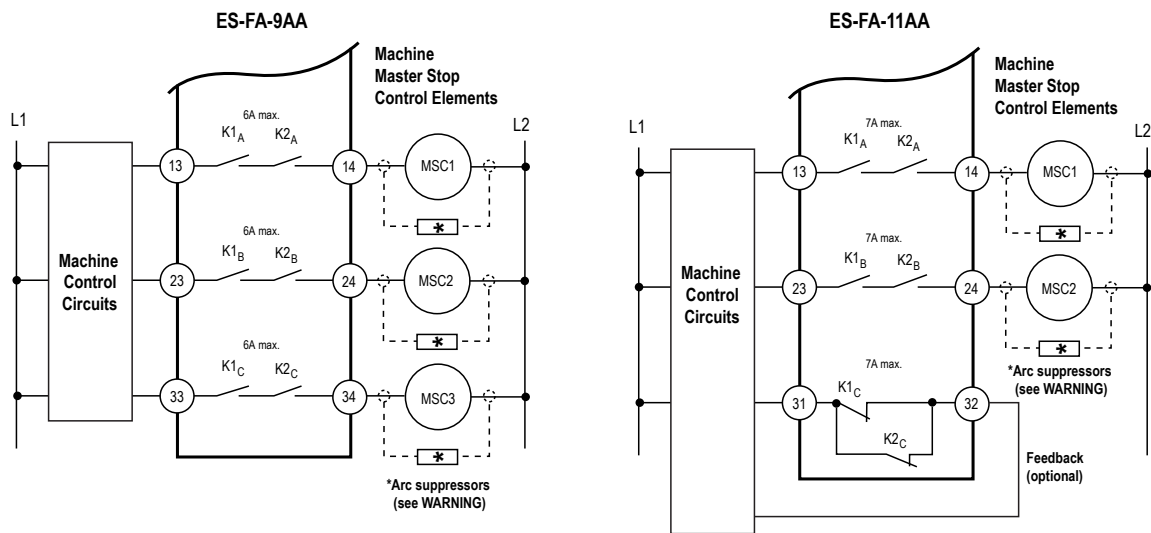 ES-FA-9AA
Machine
Master Stop
Control Elements
L1
L2
6A max.
K1A K2A
13
14
MSC1
*
6A max.
K1B K2B
23
24
MSC2
*
Machine
Control
Circuits
6A max.
K1C K2C
33
34
MSC3
*
*Arc suppressors
(see WARNING)
ES-FA-11AA
Machine
Master Stop
Control Elements
L1
L2
7A max.
K1A K2A
13
14
MSC1
*
7A max.
K1B K2B
23
24
MSC2
*
*Arc suppressors
(see WARNING)
Machine
Control
Circuits
7A max.
K1C
31
32
K2C
Feedback
(optional)